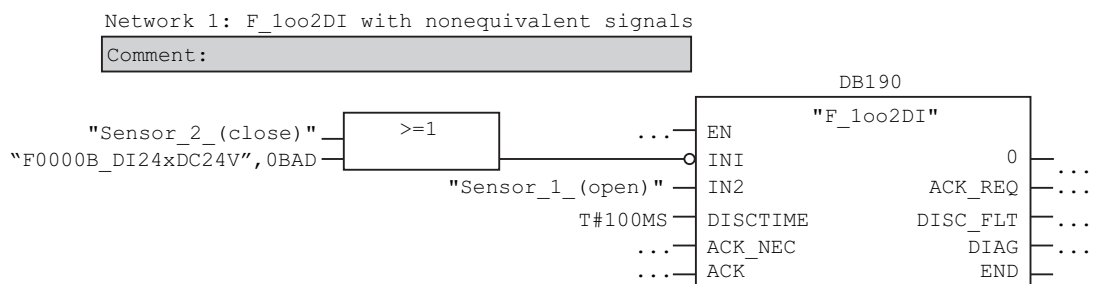 Network 1: F_1oo2DI with nonequivalent signals
Comment:
DB190
"F_1oo2DI"
"Sensor_2_(close)" >=1 ... EN
“F0000B_DI24xDC24V”,0BAD INI 0 ...
"Sensor_1_(open)" IN2 ACK_REQ ...
T#100MS DISCTIME DISC_FLT ...
... ACK_NEC DIAG ...
... ACK END